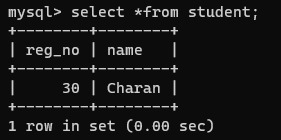 mysql> select *from student;
+--------+--------+
| reg_no | name   |
+--------+--------+
|     30 | Charan |
+--------+--------+
1 row in set (0.00 sec)